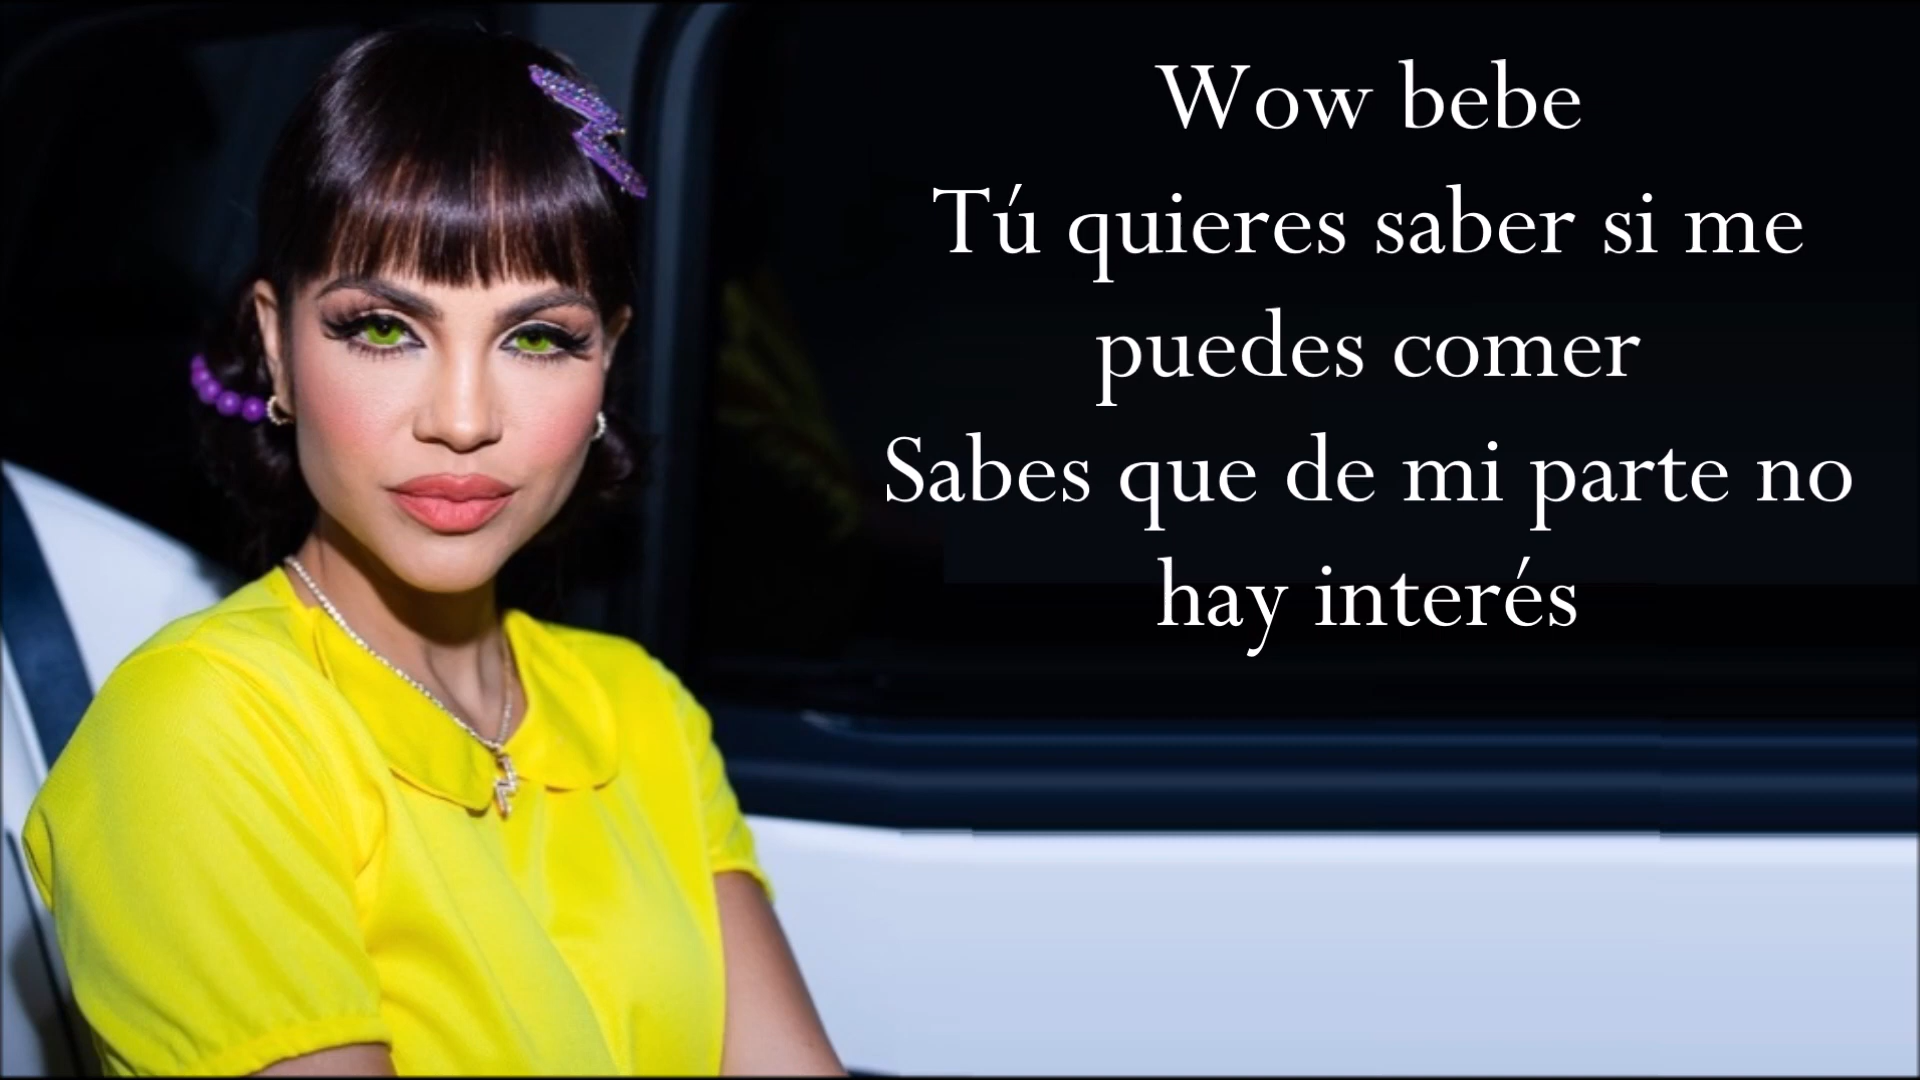 Wow bebe
Tú quieres saber si me
puedes comer
Sabes que de mi parte no
hay interés